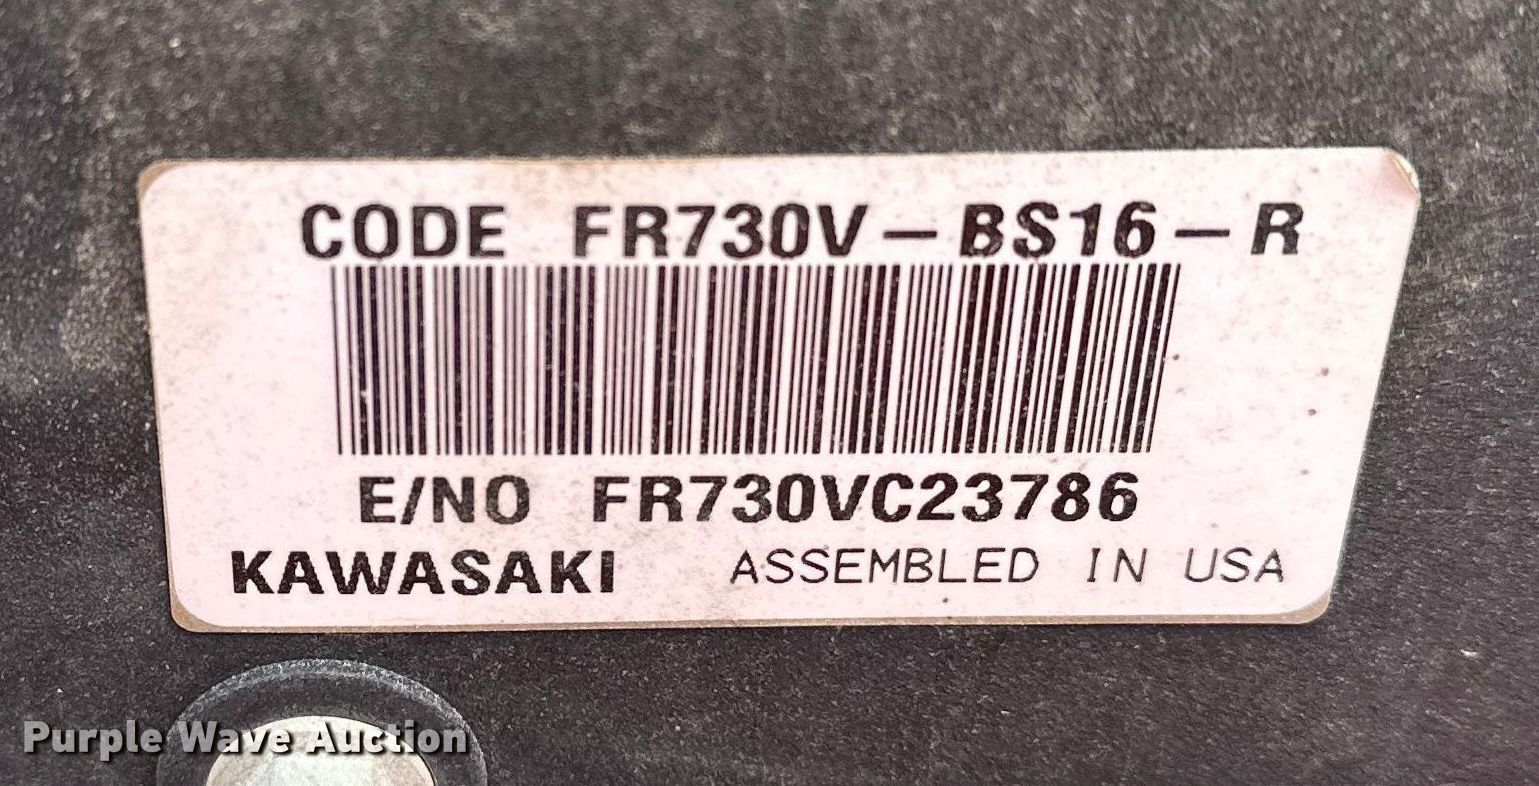 CODE FR730V-BS16-R
E/NO FR730VC23786
KAWASAKI ASSEMBLED IN USA
Purple Wave Auction